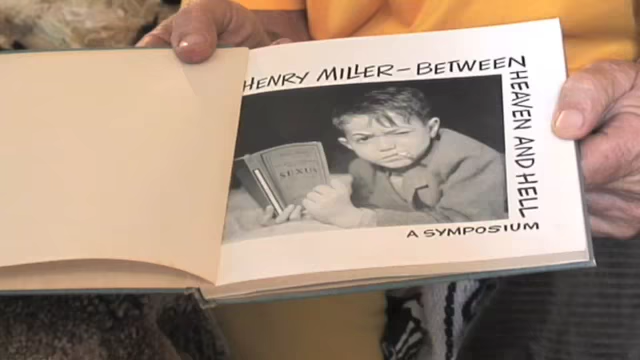 HENRY MILLER – BETWEEN
HEAVEN AND HELL
SEXUS
A SYMPOSIUM